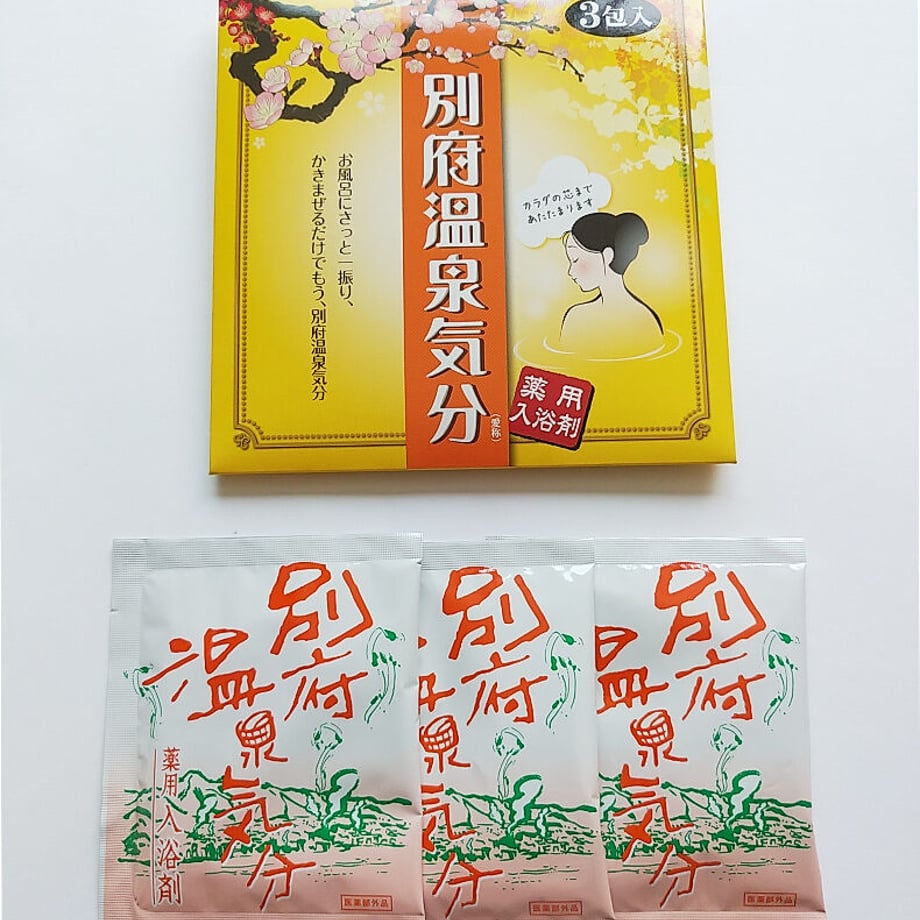 3包入
別府温泉気分
(愛称)
お風呂にさっと一振り、
かきまぜるだけでもう、別府温泉気分
カラダの芯まで
あたたまります
薬用
入浴剤
別府
温泉気分
薬用入浴剤
医薬部外品
別府
泉気分
医薬部外品
別府
温泉気分
医薬部外品